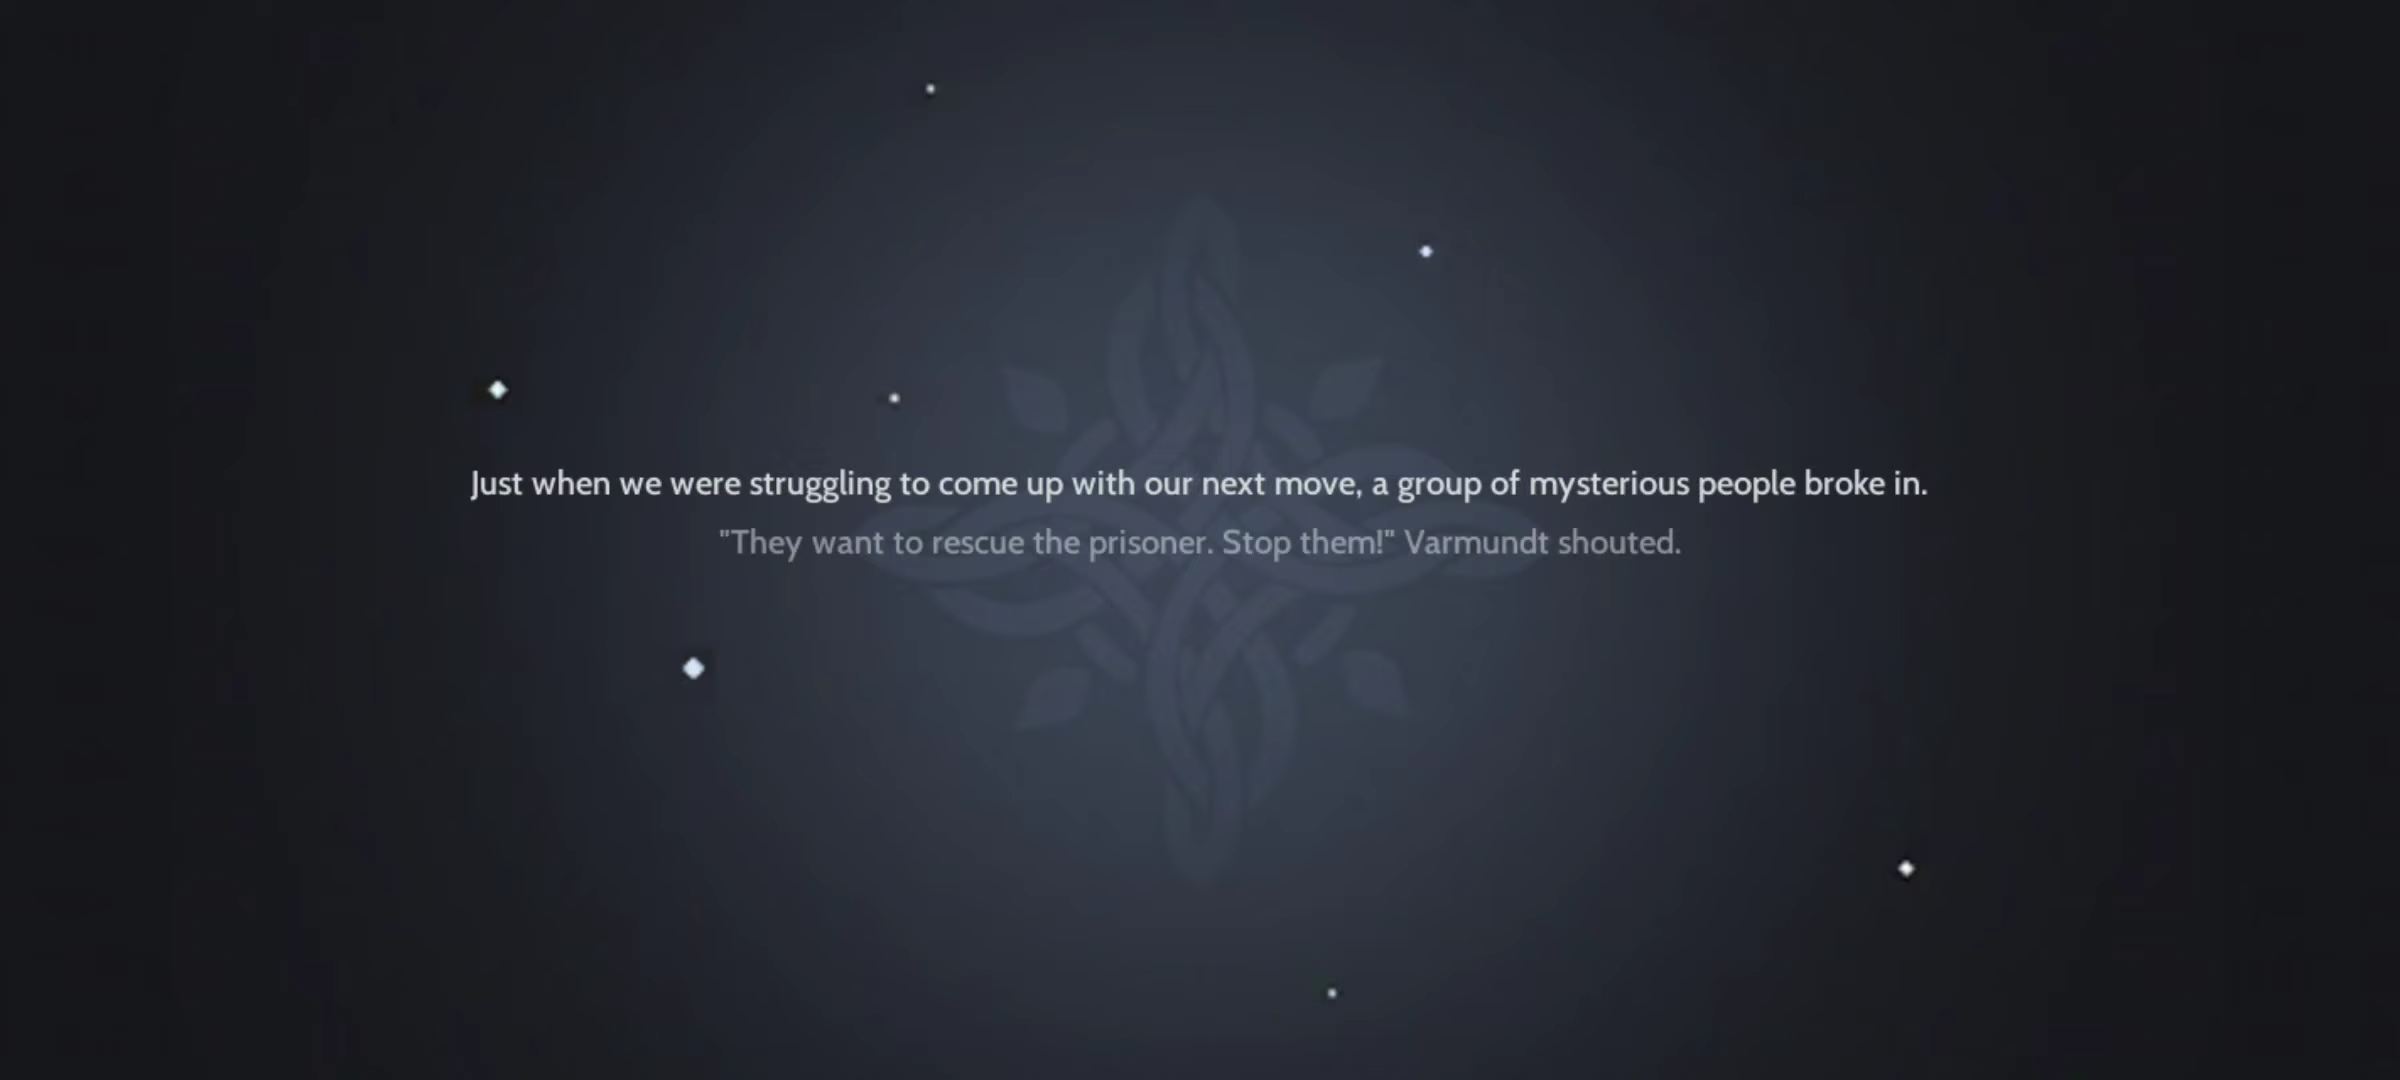 Just when we were struggling to come up with our next move, a group of mysterious people broke in.
"They want to rescue the prisoner. Stop them!" Varmundt shouted.